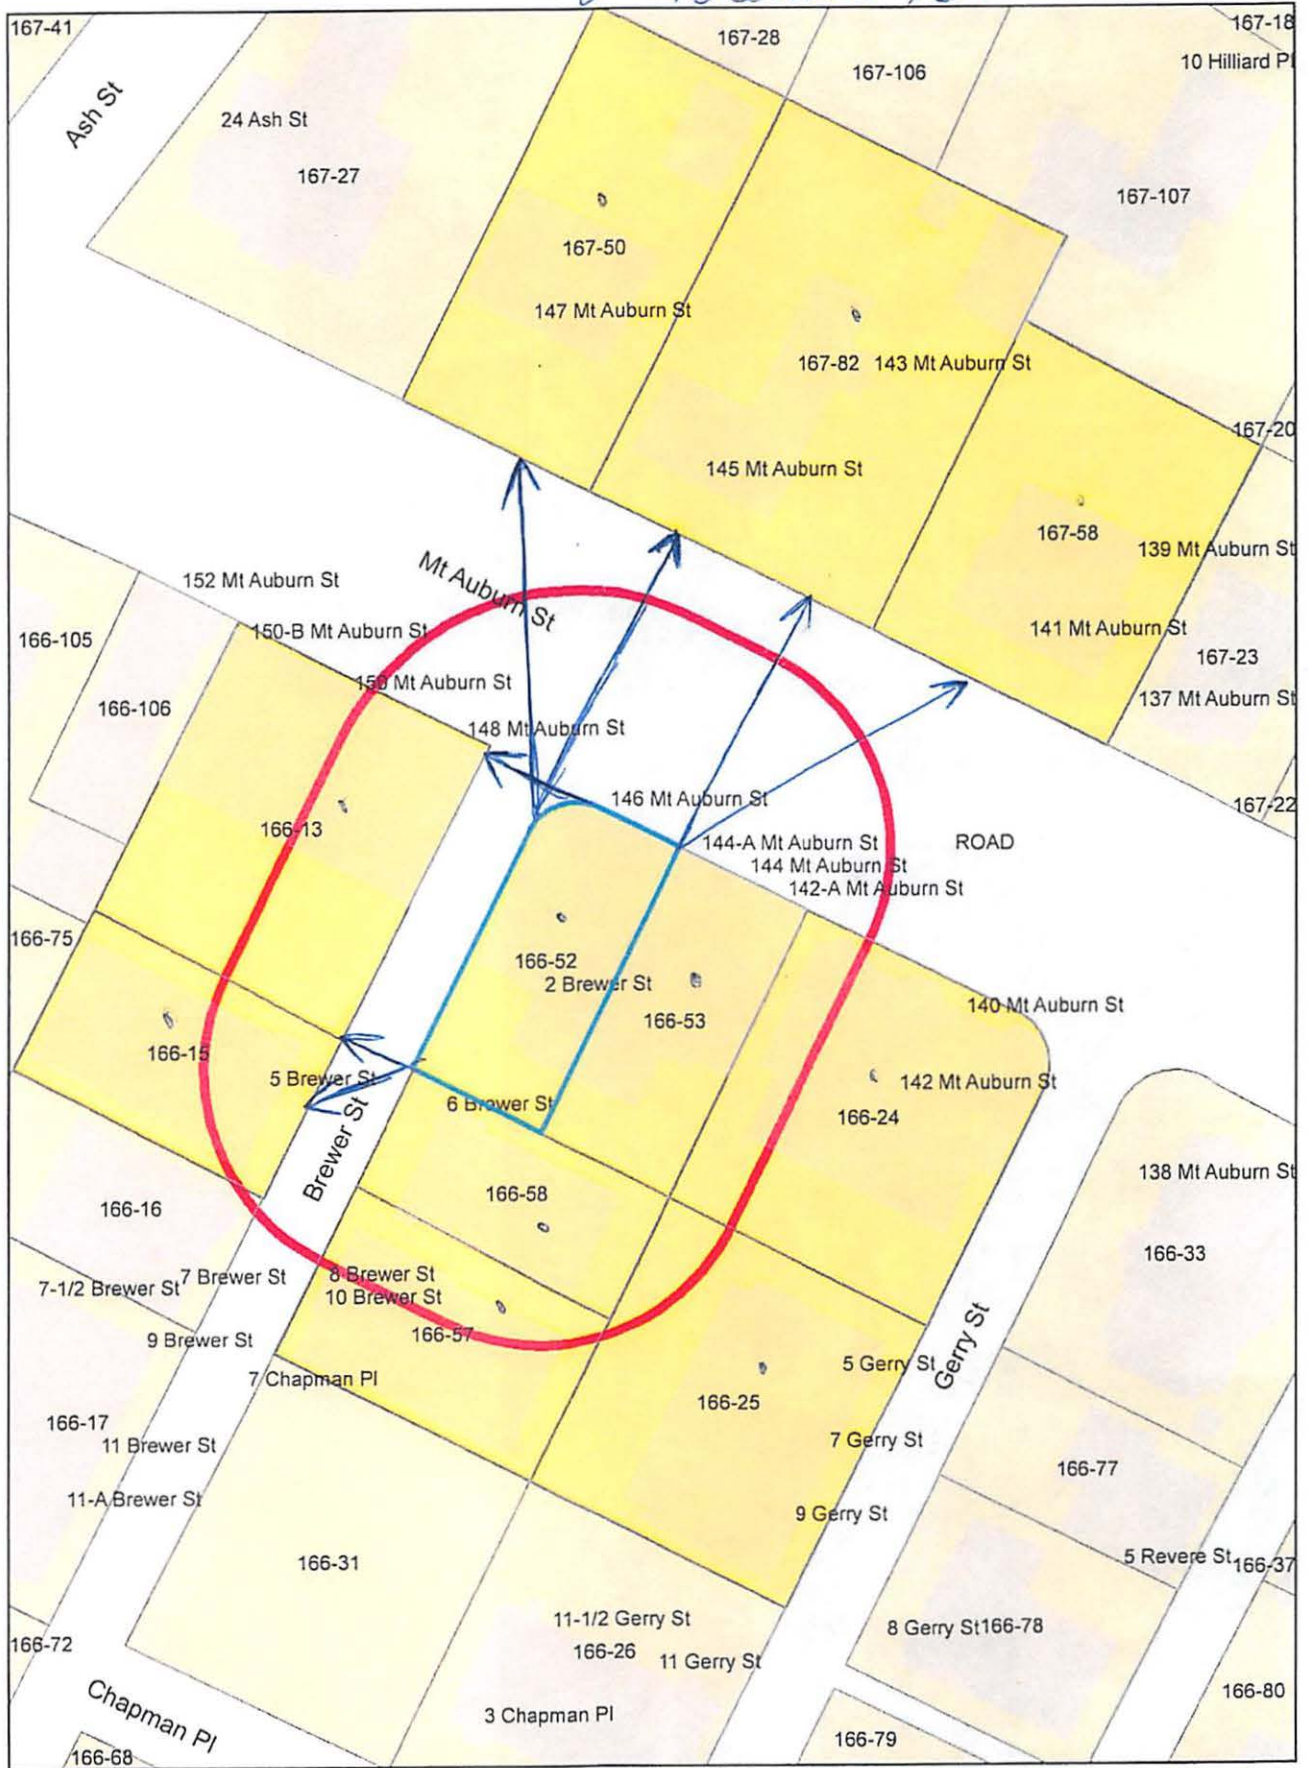 167-41
167-28
167-18
167-106
10 Hilliard Pl
Ash St
24 Ash St
167-27
167-107
167-50
147 Mt Auburn St
167-82
143 Mt Auburn St
167-20
145 Mt Auburn St
167-58
139 Mt Auburn St
Mt Auburn St
152 Mt Auburn St
150-B Mt Auburn St
141 Mt Auburn St
166-105
167-23
150 Mt Auburn St
137 Mt Auburn St
166-106
148 Mt Auburn St
146 Mt Auburn St
167-22
166-13
144-A Mt Auburn St
ROAD
144 Mt Auburn St
142-A Mt Auburn St
166-75
166-52
2 Brewer St
140 Mt Auburn St
166-53
166-15
5 Brewer St
142 Mt Auburn St
6 Brewer St
166-24
Brewer St
138 Mt Auburn St
166-58
166-16
166-33
8 Brewer St
7 Brewer St
7-1/2 Brewer St
10 Brewer St
166-57
9 Brewer St
Gerry St
5 Gerry St
7 Chapman Pl
166-25
166-17
11 Brewer St
7 Gerry St
166-77
11-A Brewer St
9 Gerry St
166-31
5 Revere St
166-37
11-1/2 Gerry St
8 Gerry St
166-78
166-72
166-26
11 Gerry St
166-80
Chapman Pl
3 Chapman Pl
166-79
166-68